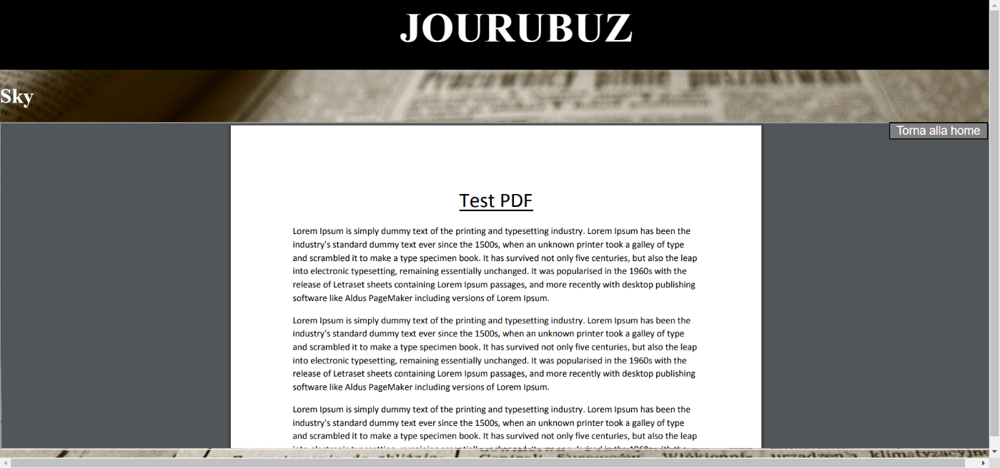 JOURUBUZ
Pracownicy pilnie poszukiwani
Sky
Torna alla home
Test PDF
Lorem Ipsum is simply dummy text of the printing and typesetting industry. Lorem Ipsum has been the
industry's standard dummy text ever since the 1500s, when an unknown printer took a galley of type
and scrambled it to make a type specimen book. It has survived not only five centuries, but also the leap
into electronic typesetting, remaining essentially unchanged. It was popularised in the 1960s with the
release of Letraset sheets containing Lorem Ipsum passages, and more recently with desktop publishing
software like Aldus PageMaker including versions of Lorem Ipsum.
Lorem Ipsum is simply dummy text of the printing and typesetting industry. Lorem Ipsum has been the
industry's standard dummy text ever since the 1500s, when an unknown printer took a galley of type
and scrambled it to make a type specimen book. It has survived not only five centuries, but also the leap
into electronic typesetting, remaining essentially unchanged. It was popularised in the 1960s with the
release of Letraset sheets containing Lorem Ipsum passages, and more recently with desktop publishing
software like Aldus PageMaker including versions of Lorem Ipsum.
Lorem Ipsum is simply dummy text of the printing and typesetting industry. Lorem Ipsum has been the
industry's standard dummy text ever since the 1500s, when an unknown printer took a galley of type
and scrambled it to make a type specimen book. It has survived not only five centuries, but also the leap